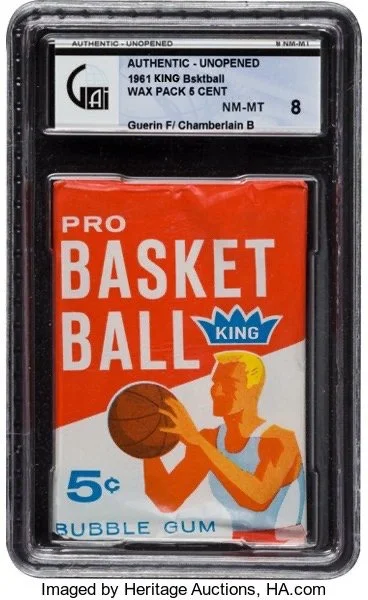 AUTHENTIC - UNOPENED 8 NM-MT
GAi
AUTHENTIC - UNOPENED
1961 KING Bsktball
WAX PACK 5 CENT
NM-MT 8
Guerin F/ Chamberlain B
PRO
BASKET
BALL
KING
5¢
BUBBLE GUM
Imaged by Heritage Auctions, HA.com